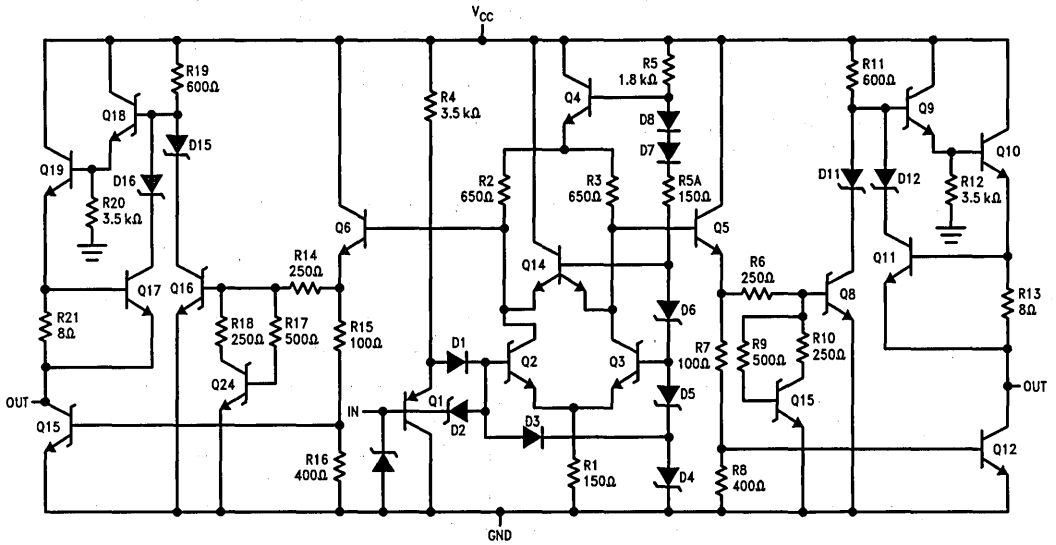 VCC
R19
600Ω
Q18
D15
Q19
D16
R20
3.5 kΩ
Q17
Q16
R21
8Ω
OUT
Q15
R14
250Ω
R18
250Ω
R17
500Ω
Q24
R15
100Ω
R16
400Ω
Q6
R4
3.5 kΩ
D1
IN
Q1
D2
D3
Q4
R5
1.8 kΩ
D8
D7
R5A
150Ω
R2
650Ω
R3
650Ω
Q14
D6
Q2
Q3
D5
D4
R1
150Ω
GND
Q5
R6
250Ω
R7
100Ω
R9
500Ω
R10
250Ω
Q15
R8
400Ω
Q8
R11
600Ω
Q9
Q10
D11
D12
R12
3.5 kΩ
Q11
R13
8Ω
OUT
Q12